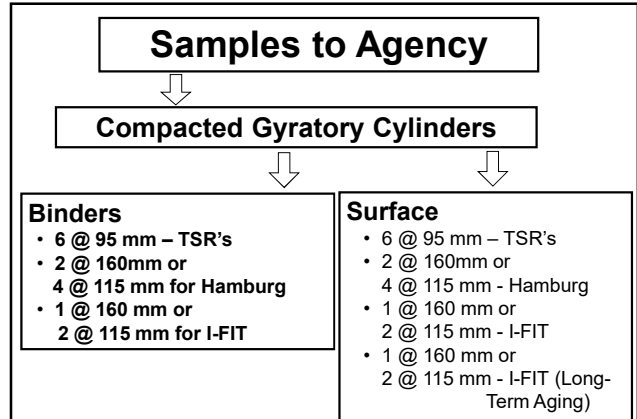 Samples to Agency
Compacted Gyratory Cylinders
Binders
• 6 @ 95 mm – TSR's
• 2 @ 160mm or
4 @ 115 mm for Hamburg
• 1 @ 160 mm or
2 @ 115 mm for I-FIT
Surface
• 6 @ 95 mm – TSR's
• 2 @ 160mm or
4 @ 115 mm - Hamburg
• 1 @ 160 mm or
2 @ 115 mm - I-FIT
• 1 @ 160 mm or
2 @ 115 mm - I-FIT (Long-
Term Aging)